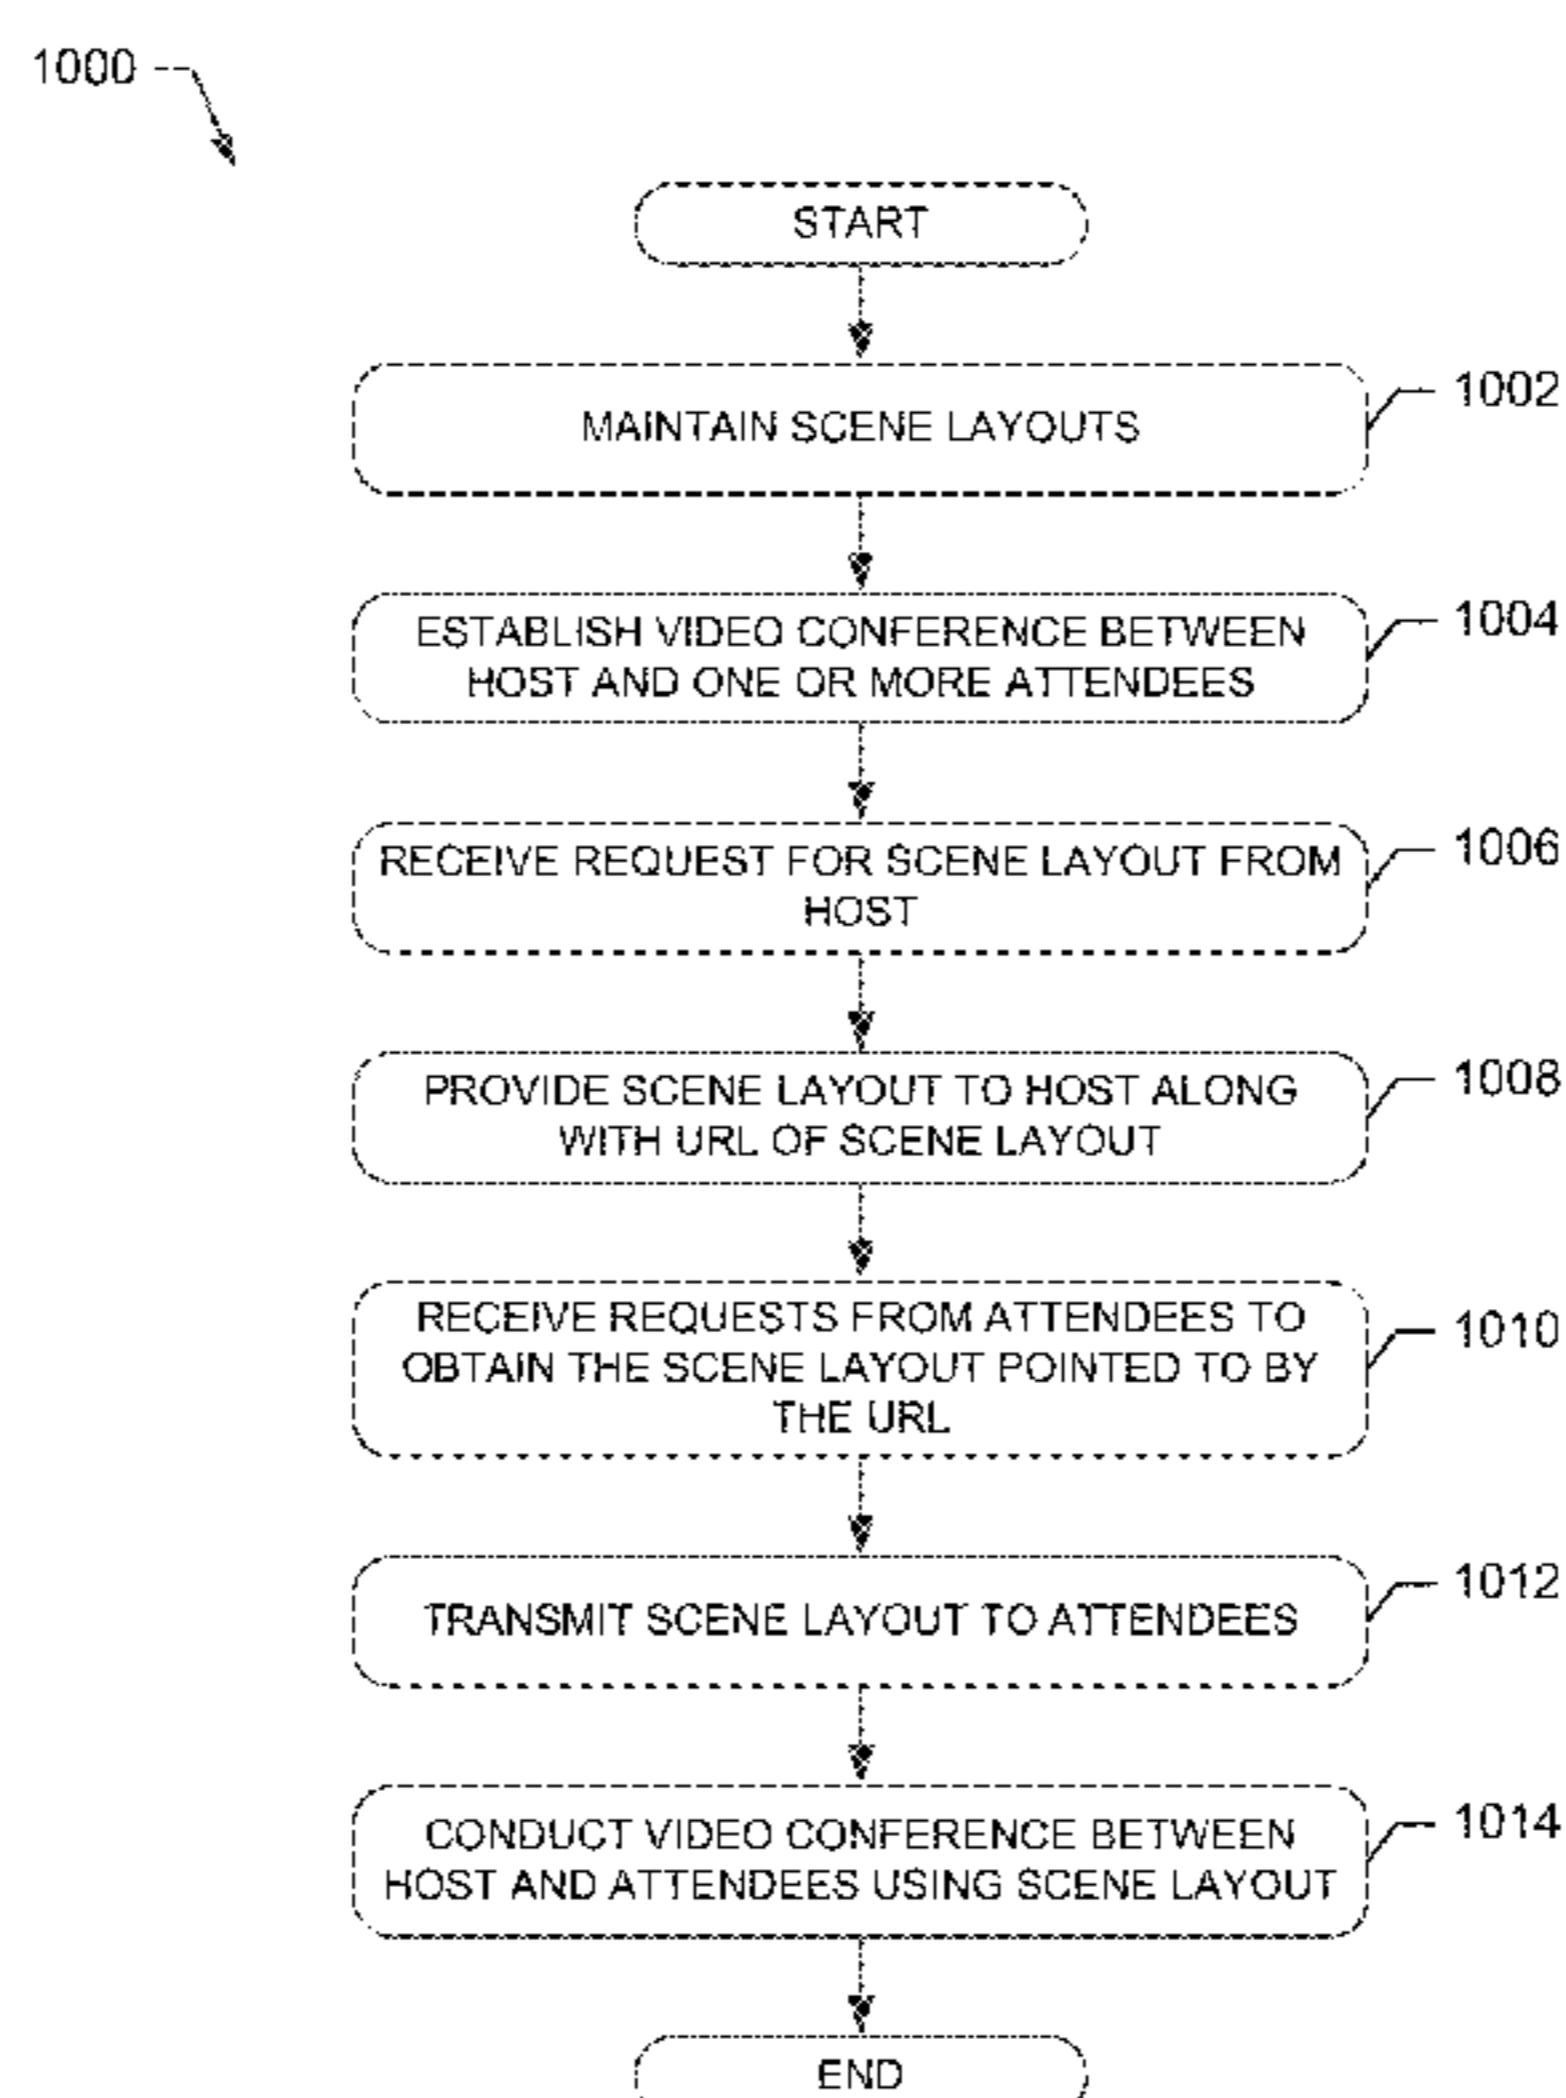 1000
START
MAINTAIN SCENE LAYOUTS
1002
ESTABLISH VIDEO CONFERENCE BETWEEN
HOST AND ONE OR MORE ATTENDEES
1004
RECEIVE REQUEST FOR SCENE LAYOUT FROM
HOST
1006
PROVIDE SCENE LAYOUT TO HOST ALONG
WITH URL OF SCENE LAYOUT
1008
RECEIVE REQUESTS FROM ATTENDEES TO
OBTAIN THE SCENE LAYOUT POINTED TO BY
THE URL
1010
TRANSMIT SCENE LAYOUT TO ATTENDEES
1012
CONDUCT VIDEO CONFERENCE BETWEEN
HOST AND ATTENDEES USING SCENE LAYOUT
1014
END